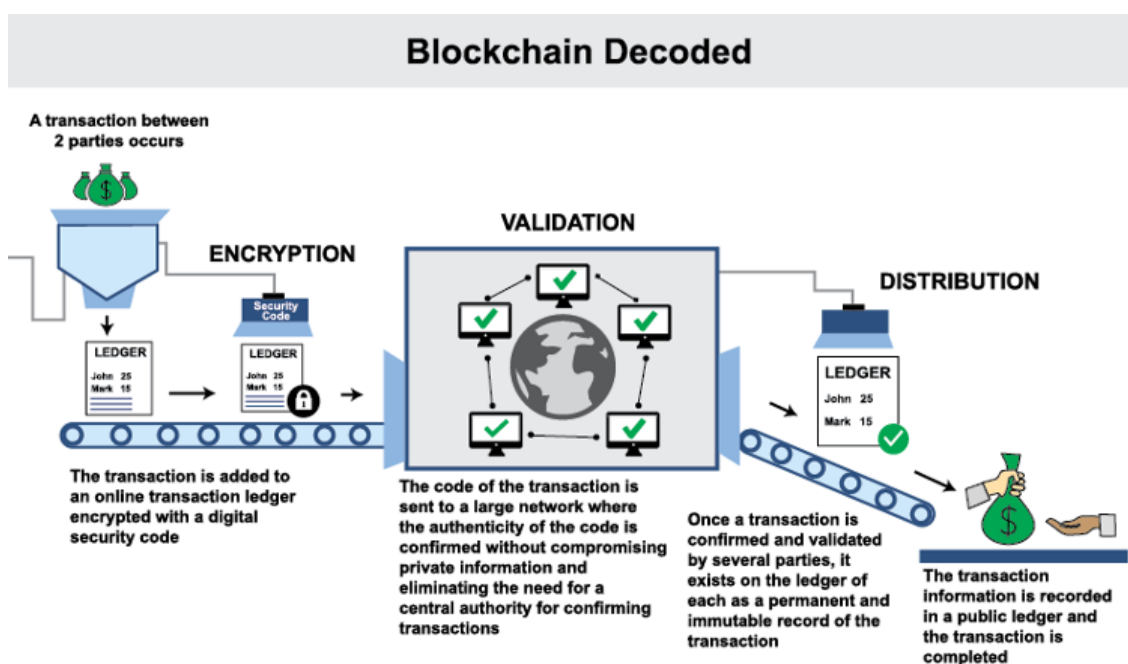 Blockchain Decoded
A transaction between
2 parties occurs
ENCRYPTION
Security
Code
LEDGER
John 25
Mark 15
LEDGER
John 25
Mark 15
The transaction is added to
an online transaction ledger
encrypted with a digital
security code
VALIDATION
The code of the transaction is
sent to a large network where
the authenticity of the code is
confirmed without compromising
private information and
eliminating the need for a
central authority for confirming
transactions
DISTRIBUTION
LEDGER
John 25
Mark 15
Once a transaction is
confirmed and validated
by several parties, it
exists on the ledger of
each as a permanent and
immutable record of the
transaction
$
The transaction
information is recorded
in a public ledger and
the transaction is
completed